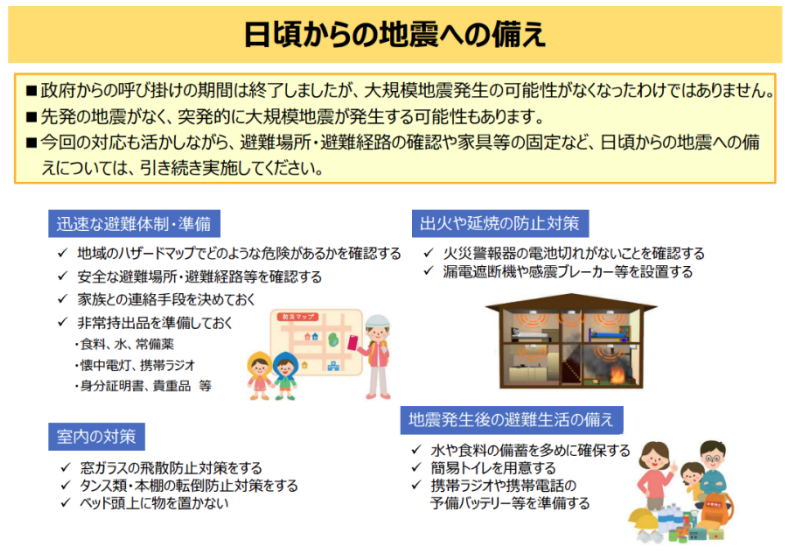 日頃からの地震への備え
■政府からの呼び掛けの期間は終了しましたが、大規模地震発生の可能性がなくなったわけではありません。
■先発の地震がなく、突発的に大規模地震が発生する可能性もあります。
■今回の対応も活かしながら、避難場所・避難経路の確認や家具等の固定など、日頃からの地震への備
えについては、引き続き実施してください。
迅速な避難体制・準備
✓ 地域のハザードマップでどのような危険があるかを確認する
✓ 安全な避難場所・避難経路等を確認する
✓ 家族との連絡手段を決めておく
✓ 非常持出品を準備しておく
・食料、水、常備薬
・懐中電灯、携帯ラジオ
・身分証明書、貴重品 等
防災マップ
室内の対策
✓ 窓ガラスの飛散防止対策をする
✓ タンス類・本棚の転倒防止対策をする
✓ ベッド頭上に物を置かない
出火や延焼の防止対策
✓ 火災警報器の電池切れがないことを確認する
✓ 漏電遮断機や感震ブレーカー等を設置する
地震発生後の避難生活の備え
✓ 水や食料の備蓄を多めに確保する
✓ 簡易トイレを用意する
✓ 携帯ラジオや携帯電話の
予備バッテリー等を準備する